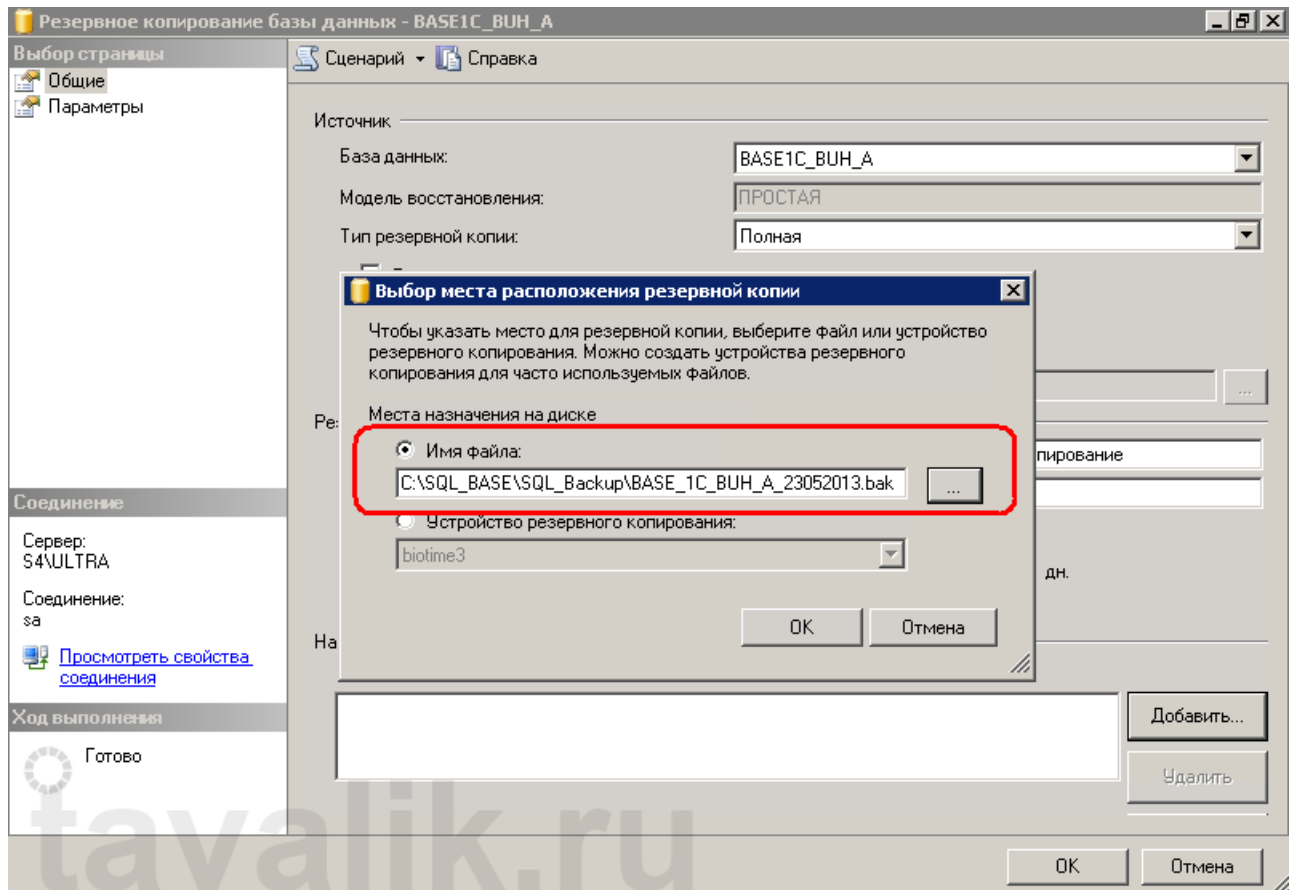 Резервное копирование базы данных - BASE1C_BUH_A
Выбор страницы
Общие
Параметры
Сценарий
Справка
Источник
База данных:
BASE1C_BUH_A
Модель восстановления:
ПРОСТАЯ
Тип резервной копии:
Полная
Выбор места расположения резервной копии
Чтобы указать место для резервной копии, выберите файл или устройство
резервного копирования. Можно создать устройства резервного
копирования для часто используемых файлов.
...
Места назначения на диске
Рез
Имя файла:
пирование
C:\SQL_BASE\SQL_Backup\BASE_1C_BUH_A_23052013.bak
...
Устройство резервного копирования:
biotime3
дн.
OK
Отмена
На
Соединение
Сервер:
S4\ULTRA
Соединение:
sa
Просмотреть свойства
соединения
Ход выполнения
Готово
Добавить...
Удалить
tavalik.ru
OK
Отмена